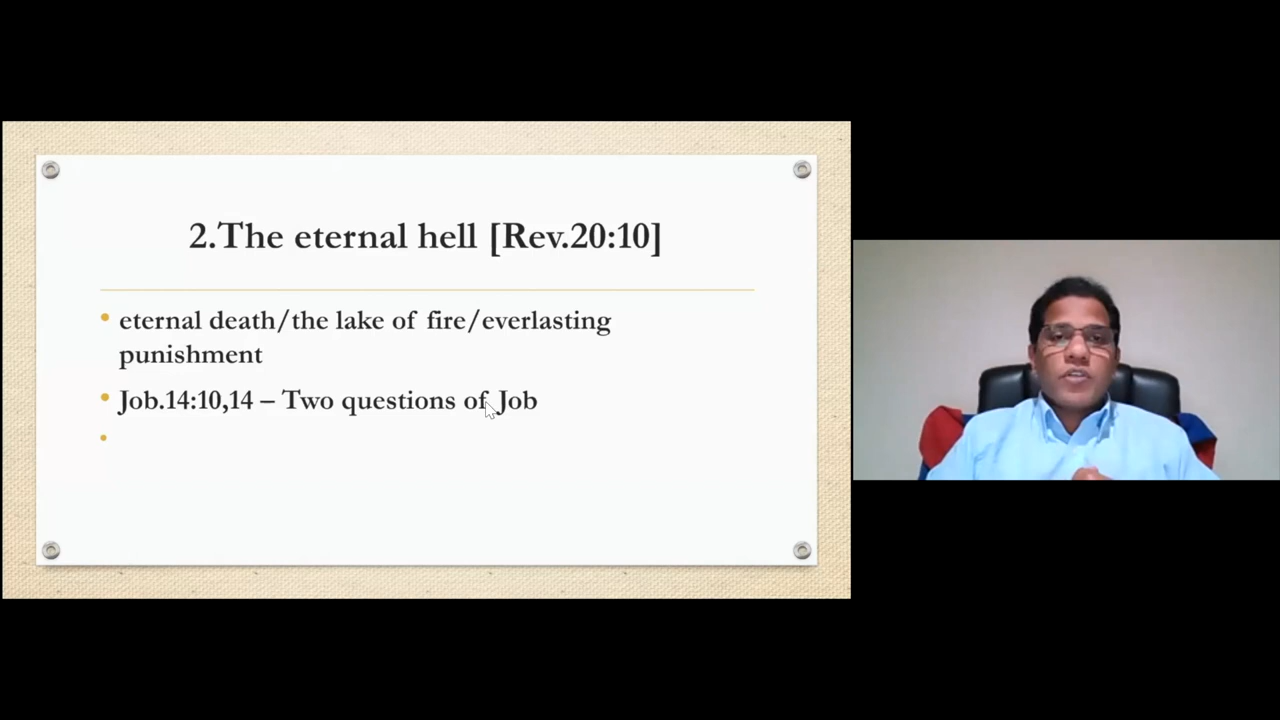 2.The eternal hell [Rev.20:10]
eternal death/the lake of fire/everlasting
punishment
Job.14:10,14 – Two questions of Job